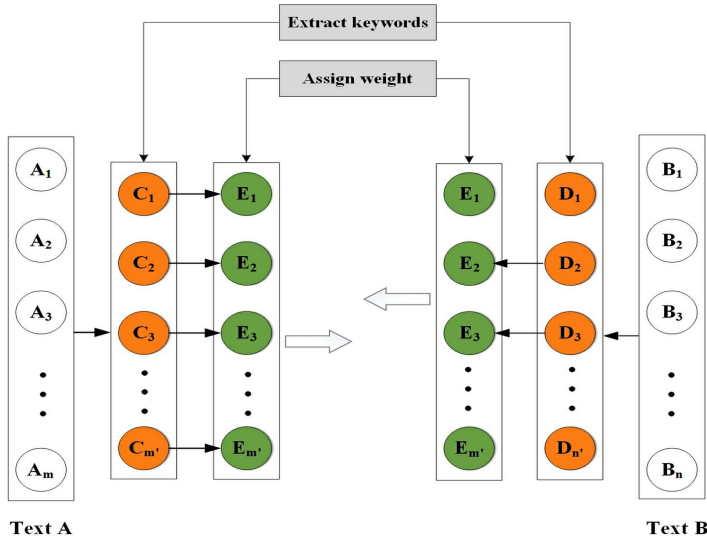 Extract keywords
Assign weight
A₁
A₂
A₃
Aₘ
Text A
C₁
C₂
C₃
Cₘ'
E₁
E₂
E₃
Eₘ'
E₁
E₂
E₃
Eₘ'
D₁
D₂
D₃
Dₙ'
B₁
B₂
B₃
Bₙ
Text B